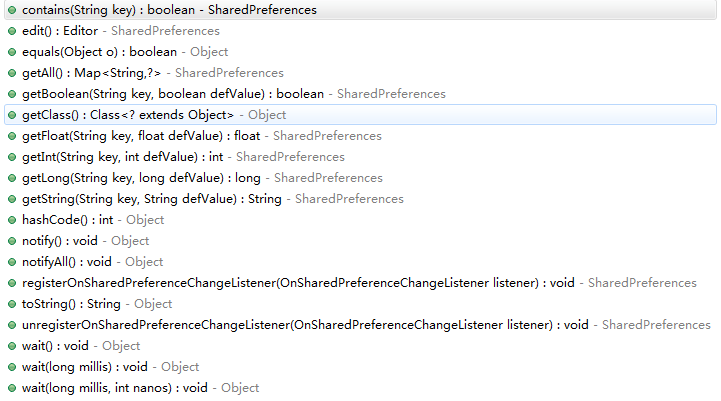 contains(String key) : boolean - SharedPreferences
edit() : Editor - SharedPreferences
equals(Object o) : boolean - Object
getAll() : Map<String,?> - SharedPreferences
getBoolean(String key, boolean defValue) : boolean - SharedPreferences
getClass() : Class<? extends Object> - Object
getFloat(String key, float defValue) : float - SharedPreferences
getInt(String key, int defValue) : int - SharedPreferences
getLong(String key, long defValue) : long - SharedPreferences
getString(String key, String defValue) : String - SharedPreferences
hashCode() : int - Object
notify() : void - Object
notifyAll() : void - Object
registerOnSharedPreferenceChangeListener(OnSharedPreferenceChangeListener listener) : void - SharedPreferences
toString() : String - Object
unregisterOnSharedPreferenceChangeListener(OnSharedPreferenceChangeListener listener) : void - SharedPreferences
wait() : void - Object
wait(long millis) : void - Object
wait(long millis, int nanos) : void - Object